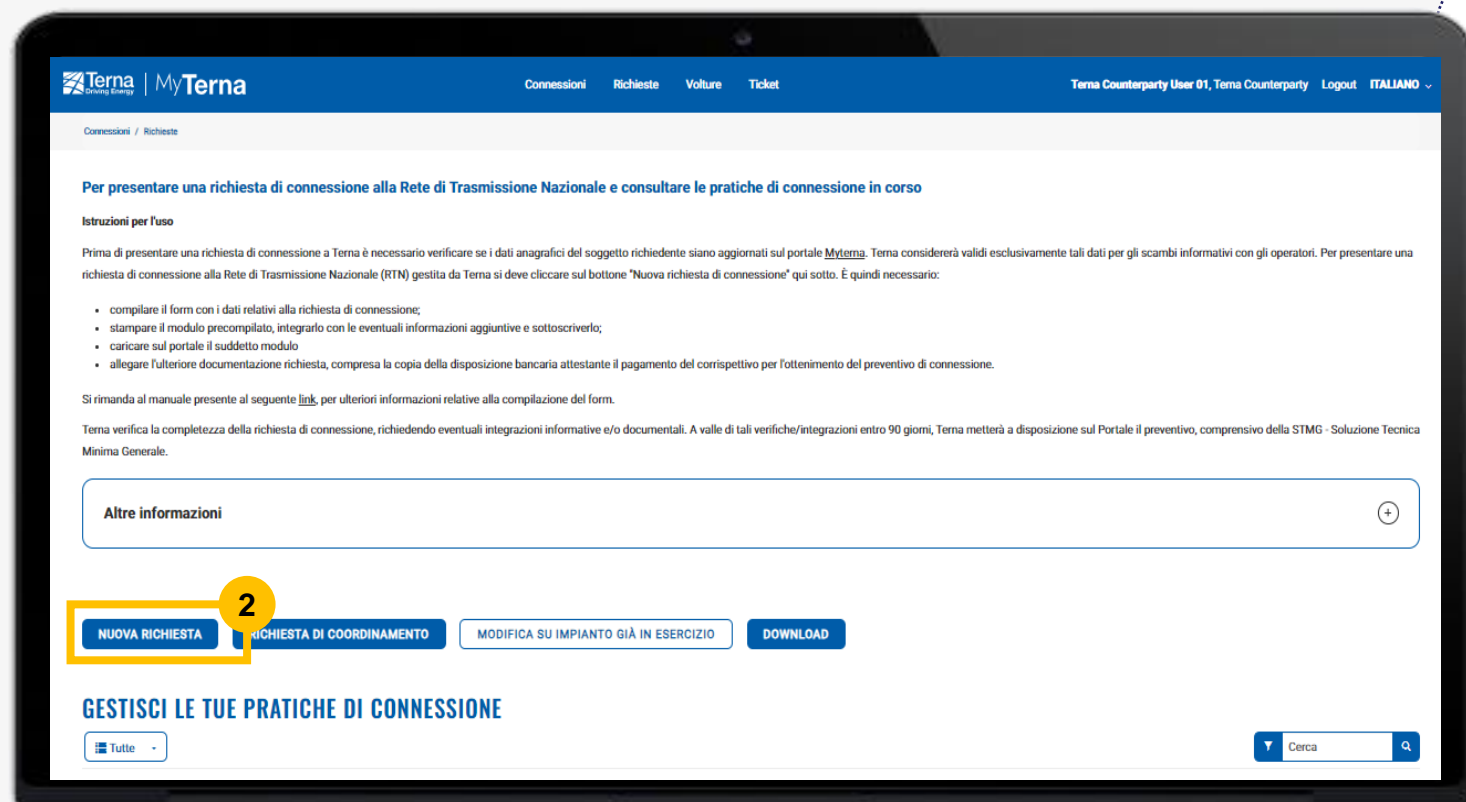 Terna | MyTerna
Driving Energy
Connessioni Richieste Volture Ticket
Terna Counterparty User 01, Terna Counterparty Logout ITALIANO
Connessioni / Richieste
Per presentare una richiesta di connessione alla Rete di Trasmissione Nazionale e consultare le pratiche di connessione in corso
Istruzioni per l'uso
Prima di presentare una richiesta di connessione a Terna è necessario verificare se i dati anagrafici del soggetto richiedente siano aggiornati sul portale Myterna. Terna considererà validi esclusivamente tali dati per gli scambi informativi con gli operatori. Per presentare una
richiesta di connessione alla Rete di Trasmissione Nazionale (RTN) gestita da Terna si deve cliccare sul bottone "Nuova richiesta di connessione" qui sotto. È quindi necessario:
• compilare il form con i dati relativi alla richiesta di connessione;
• stampare il modulo precompilato, integrarlo con le eventuali informazioni aggiuntive e sottoscriverlo;
• caricare sul portale il suddetto modulo
• allegare l'ulteriore documentazione richiesta, compresa la copia della disposizione bancaria attestante il pagamento del corrispettivo per l'ottenimento del preventivo di connessione.
Si rimanda al manuale presente al seguente link, per ulteriori informazioni relative alla compilazione del form.
Terna verifica la completezza della richiesta di connessione, richiedendo eventuali integrazioni informative e/o documentali. A valle di tali verifiche/integrazioni entro 90 giorni, Terna metterà a disposizione sul Portale il preventivo, comprensivo della STMG - Soluzione Tecnica
Minima Generale.
Altre informazioni
2
NUOVA RICHIESTA RICHIESTA DI COORDINAMENTO MODIFICA SU IMPIANTO GIÀ IN ESERCIZIO DOWNLOAD
GESTISCI LE TUE PRATICHE DI CONNESSIONE
Tutte Cerca